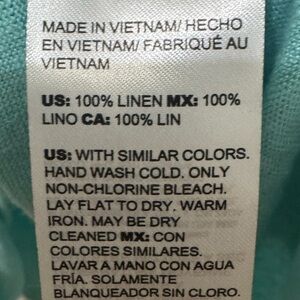 MADE IN VIETNAM/ HECHO
EN VIETNAM/ FABRIQUÉ AU
VIETNAM
US: 100% LINEN MX: 100%
LINO CA: 100% LIN
US: WITH SIMILAR COLORS.
HAND WASH COLD. ONLY
NON-CHLORINE BLEACH.
LAY FLAT TO DRY. WARM
IRON. MAY BE DRY
CLEANED MX: CON
COLORES SIMILARES.
LAVAR A MANO CON AGUA
FRÍA. SOLAMENTE
BLANQUEADOR SIN CLORO.